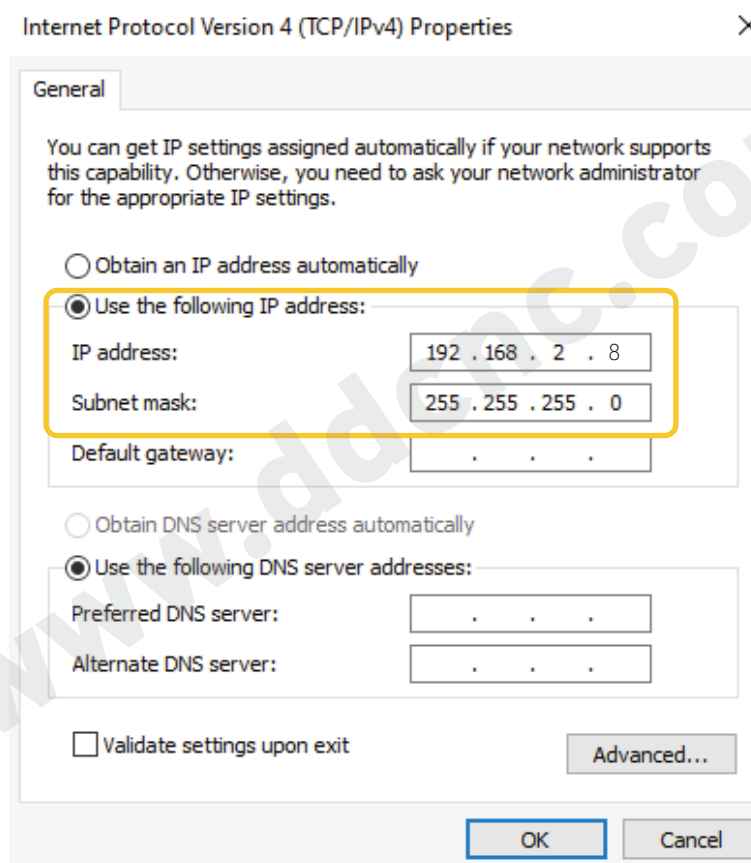 Internet Protocol Version 4 (TCP/IPv4) Properties
General
You can get IP settings assigned automatically if your network supports
this capability. Otherwise, you need to ask your network administrator
for the appropriate IP settings.
Obtain an IP address automatically
Use the following IP address:
IP address: 192 . 168 . 2 . 8
Subnet mask: 255 . 255 . 255 . 0
Default gateway: . . .
Obtain DNS server address automatically
Use the following DNS server addresses:
Preferred DNS server: . . .
Alternate DNS server: . . .
Validate settings upon exit
Advanced...
OK Cancel
www.ddcnc.co